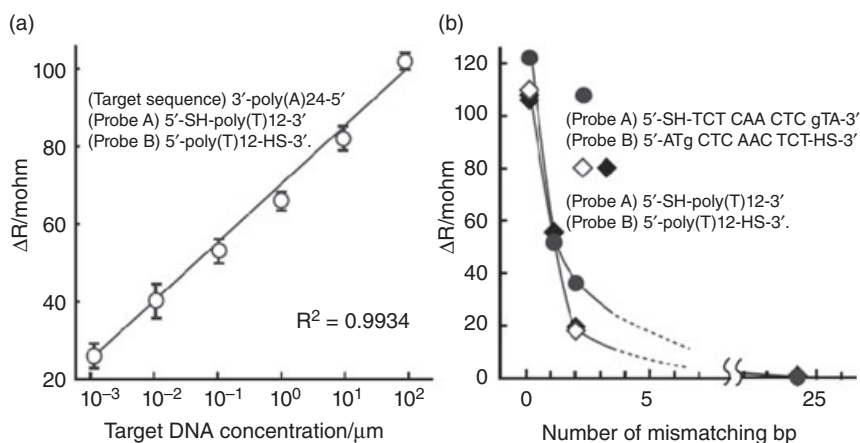 (a)
100
80
60
40
20
ΔR/mohm
(Target sequence) 3′-poly(A)24-5′
(Probe A) 5′-SH-poly(T)12-3′
(Probe B) 5′-poly(T)12-HS-3′.
R² = 0.9934
10⁻³ 10⁻² 10⁻¹ 10⁰ 10¹ 10²
Target DNA concentration/μm
(b)
120
100
80
60
40
20
0
ΔR/mohm
(Probe A) 5′-SH-TCT CAA CTC gTA-3′
(Probe B) 5′-ATg CTC AAC TCT-HS-3′
(Probe A) 5′-SH-poly(T)12-3′
(Probe B) 5′-poly(T)12-HS-3′.
0 5 25
Number of mismatching bp